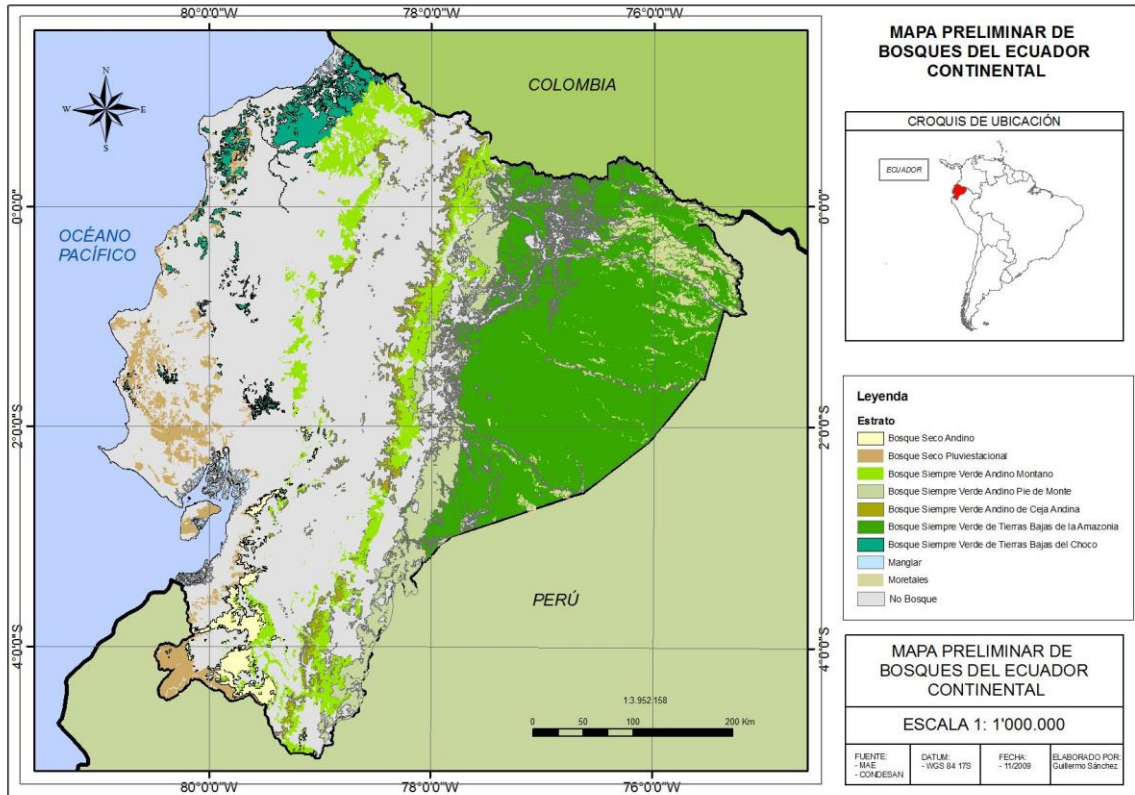 80°0'0"W
78°0'0"W
76°0'0"W
N
W
E
S
COLOMBIA
0°0'0"
0°0'0"
OCÉANO
PACÍFICO
2°0'0"S
2°0'0"S
PERÚ
4°0'0"S
4°0'0"S
1:3.952.158
0 50 100 200 Km
80°0'0"W
78°0'0"W
76°0'0"W
MAPA PRELIMINAR DE
BOSQUES DEL ECUADOR
CONTINENTAL
CROQUIS DE UBICACIÓN
ECUADOR
Leyenda
Estrato
Bosque Seco Andino
Bosque Seco Pluviestacional
Bosque Siempre Verde Andino Montano
Bosque Siempre Verde Andino Pie de Monte
Bosque Siempre Verde Andino de Ceja Andina
Bosque Siempre Verde de Tierras Bajas de la Amazonia
Bosque Siempre Verde de Tierras Bajas del Choco
Manglar
Moretales
No Bosque
MAPA PRELIMINAR DE
BOSQUES DEL ECUADOR
CONTINENTAL
ESCALA 1: 1'000.000
FUENTE:
- MAE
- CONDESAN
DATUM:
- WGS 84 17S
FECHA:
- 11/2009
ELABORADO POR:
Guillermo Sánchez